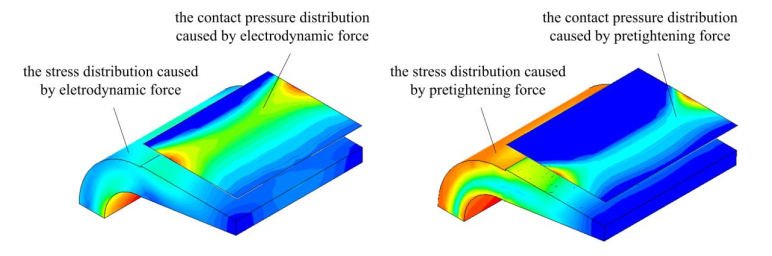 the contact pressure distribution
caused by electrodynamic force
the stress distribution caused
by eletrodynamic force
the contact pressure distribution
caused by pretightening force
the stress distribution caused
by pretightening force